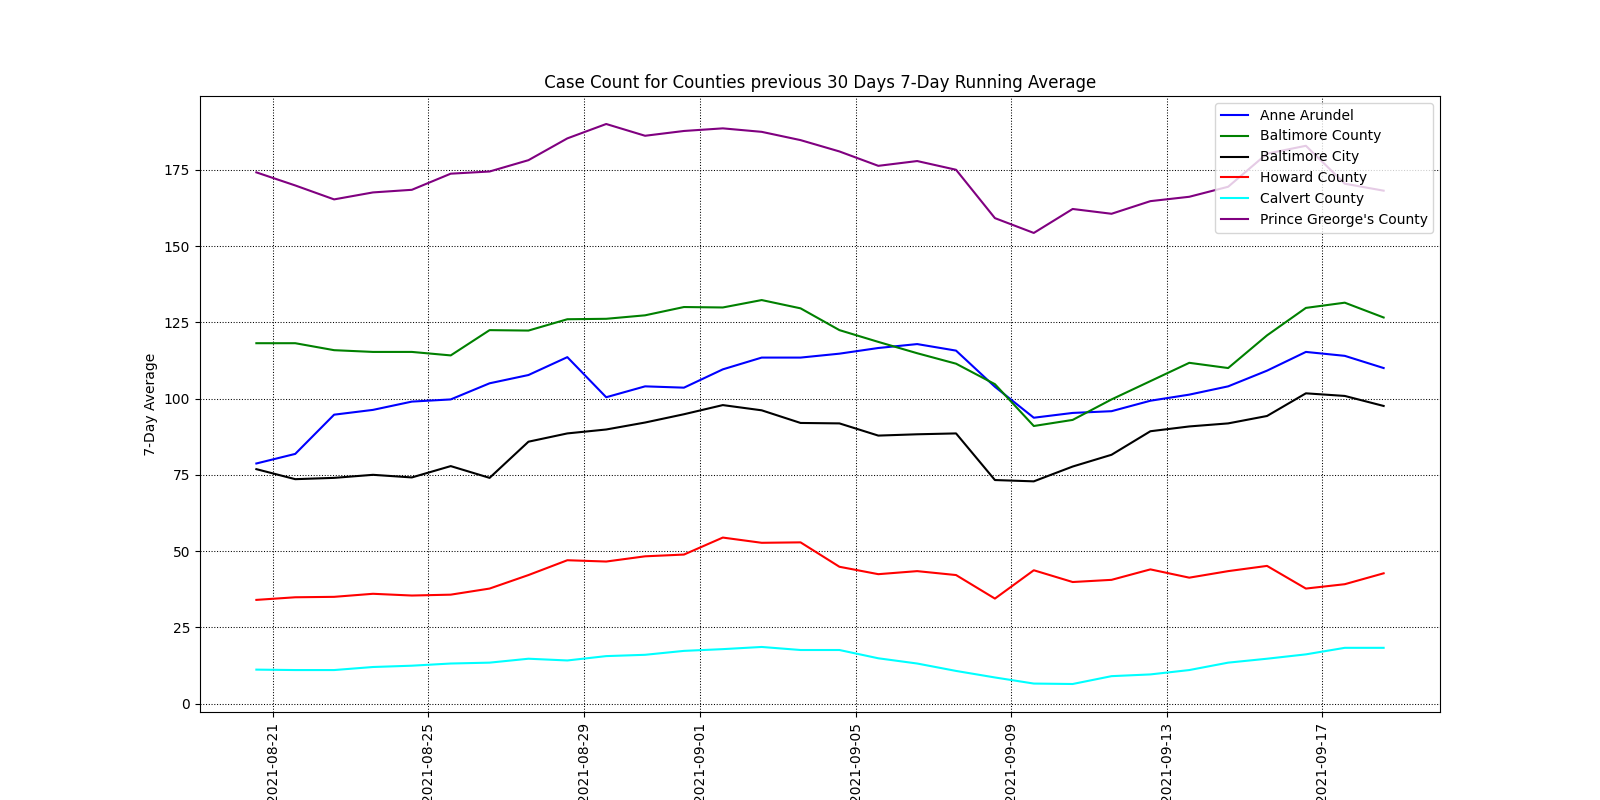 Case Count for Counties previous 30 Days 7-Day Running Average
Anne Arundel
Baltimore County
Baltimore City
Howard County
Calvert County
Prince Greorge's County
7-Day Average
175
150
125
100
75
50
25
0
2021-08-21
2021-08-25
2021-08-29
2021-09-01
2021-09-05
2021-09-09
2021-09-13
2021-09-17